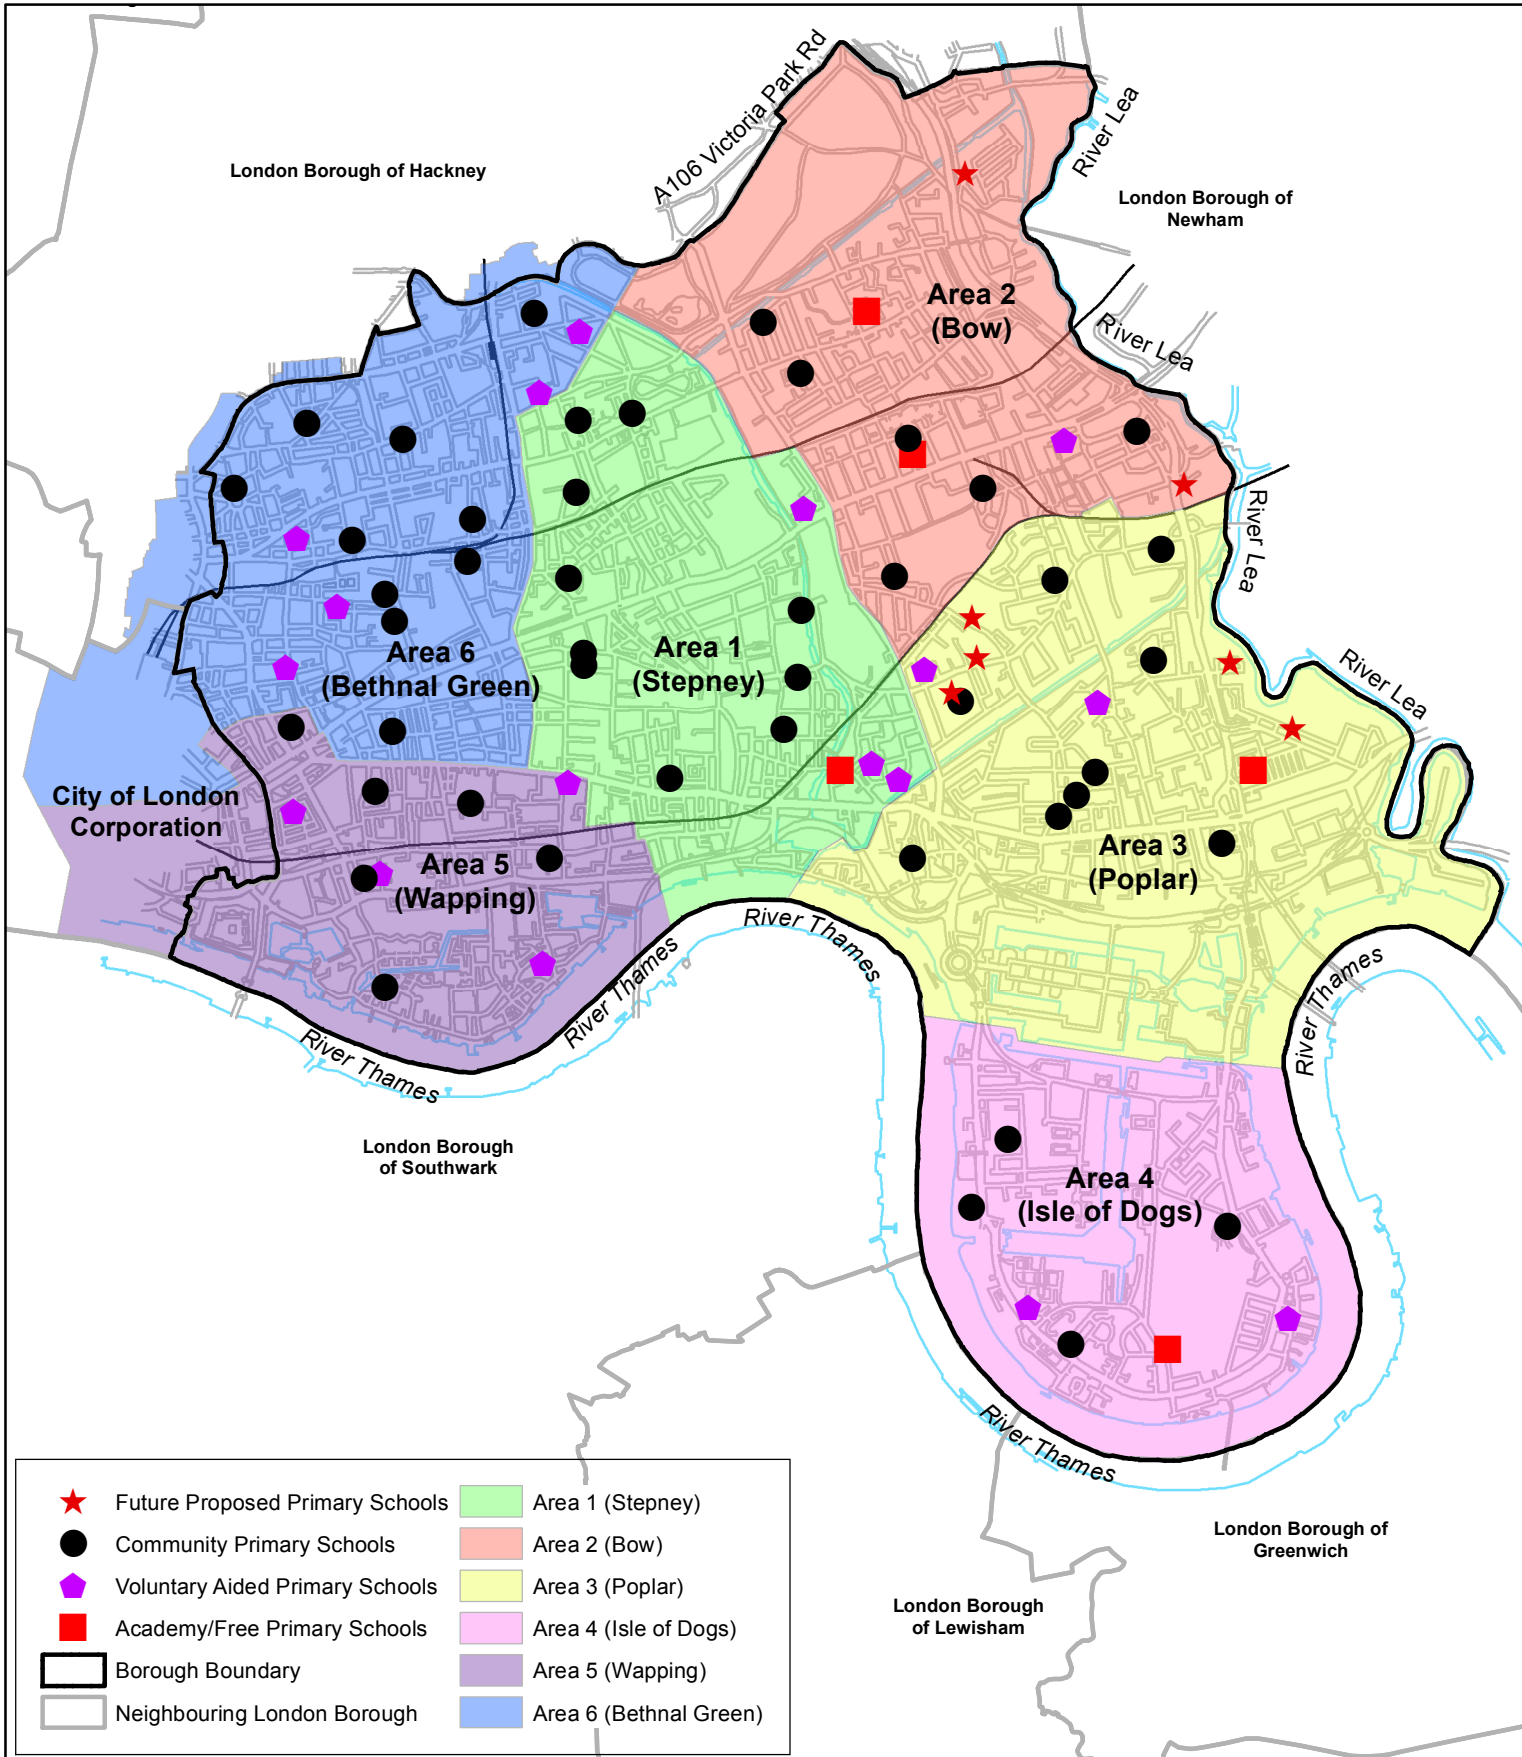 A106 Victoria Park Rd
London Borough of Hackney
River Lea
London Borough of
Newham
Area 2
(Bow)
River Lea
River Lea
Area 6
(Bethnal Green)
Area 1
(Stepney)
River Lea
City of London
Corporation
Area 5
(Wapping)
Area 3
(Poplar)
River Thames
River Thames
River Thames
River Thames
London Borough
of Southwark
Area 4
(Isle of Dogs)
River Thames
Future Proposed Primary Schools
Community Primary Schools
Voluntary Aided Primary Schools
Academy/Free Primary Schools
Borough Boundary
Neighbouring London Borough
Area 1 (Stepney)
Area 2 (Bow)
Area 3 (Poplar)
Area 4 (Isle of Dogs)
Area 5 (Wapping)
Area 6 (Bethnal Green)
London Borough of
Greenwich
London Borough
of Lewisham